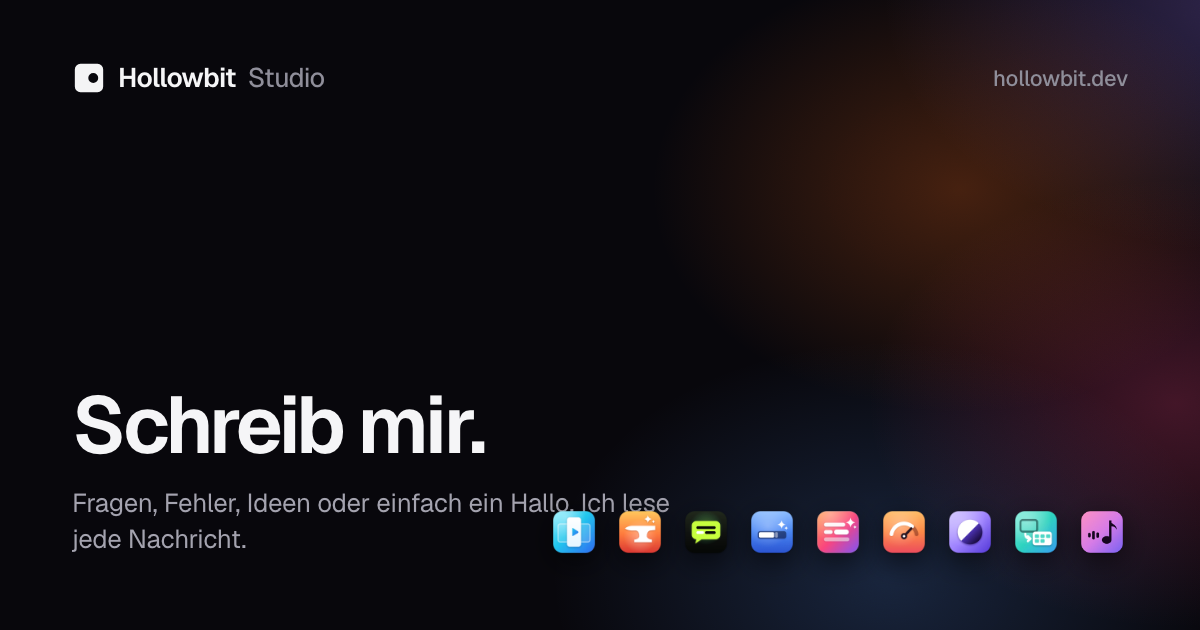 Hollowbit Studio
hollowbit.dev
Schreib mir.
Fragen, Fehler, Ideen oder einfach ein Hallo. Ich lese
jede Nachricht.